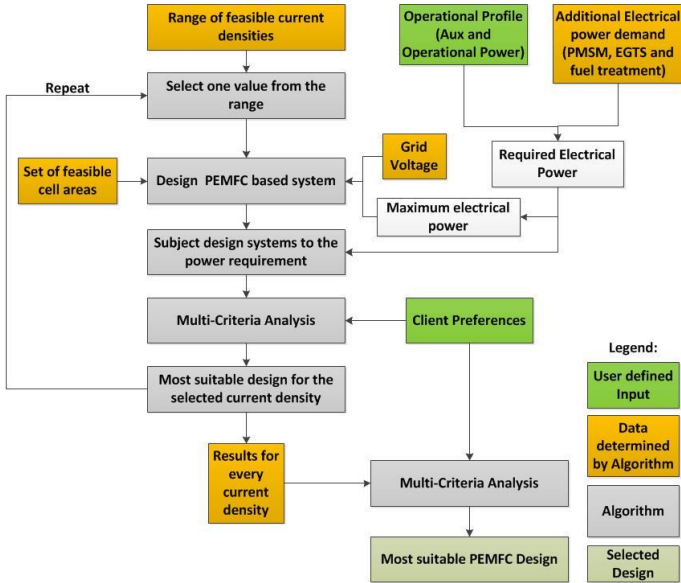 Range of feasible current
densities
Operational Profile
(Aux and
Operational Power)
Additional Electrical
power demand
(PMSM, EGTS and
fuel treatment)
Repeat
Select one value from the
range
Grid
Voltage
Required Electrical
Power
Set of feasible
cell areas
Design PEMFC based system
Maximum electrical
power
Subject design systems to the
power requirement
Multi-Criteria Analysis
Client Preferences
Legend:
User defined
Input
Most suitable design for the
selected current density
Data
determined
by Algorithm
Results for
every
current
density
Multi-Criteria Analysis
Algorithm
Most suitable PEMFC Design
Selected
Design